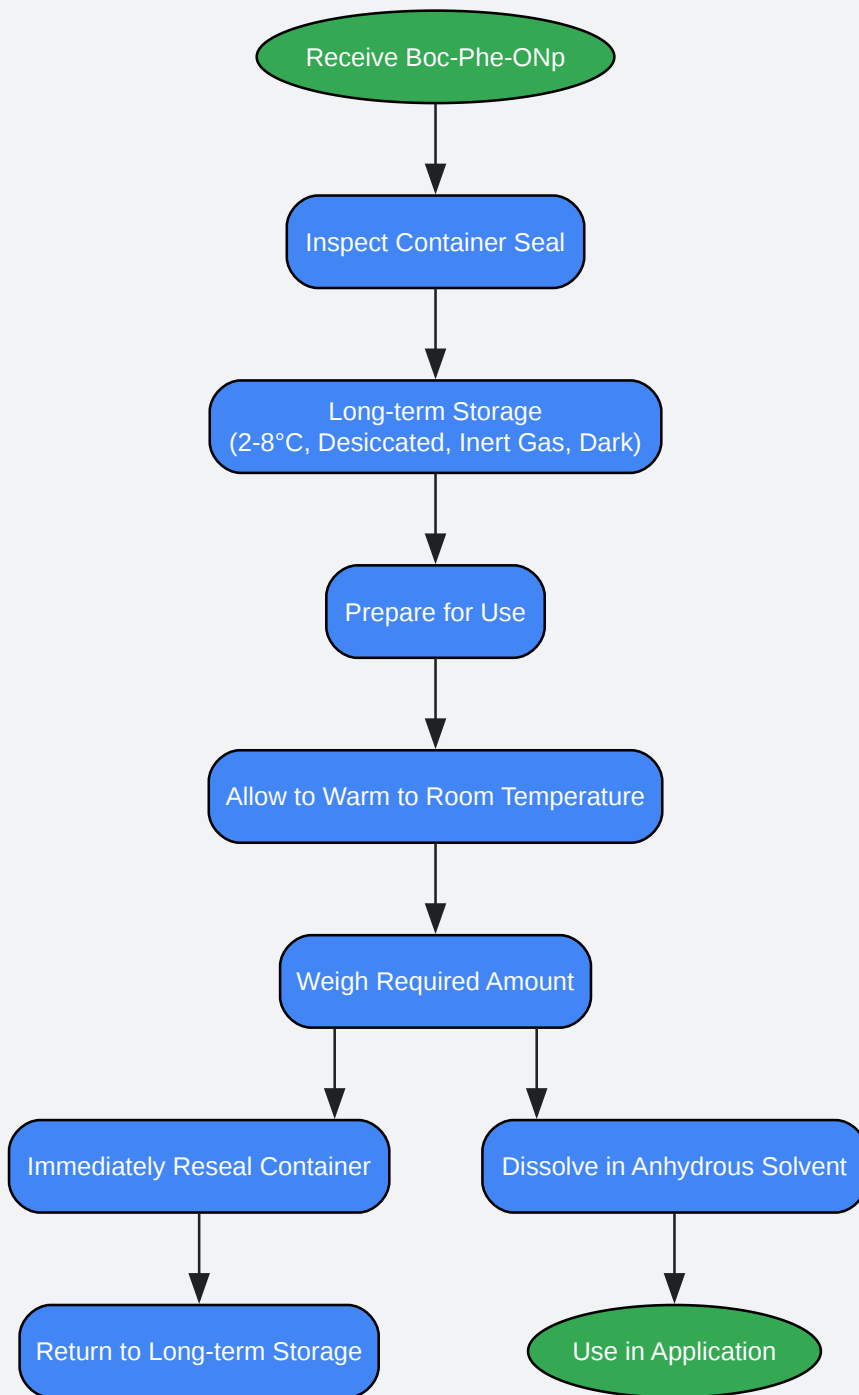 Receive Boc-Phe-ONp
Inspect Container Seal
Long-term Storage
(2-8°C, Desiccated, Inert Gas, Dark)
Prepare for Use
Allow to Warm to Room Temperature
Weigh Required Amount
Immediately Reseal Container
Dissolve in Anhydrous Solvent
Return to Long-term Storage
Use in Application